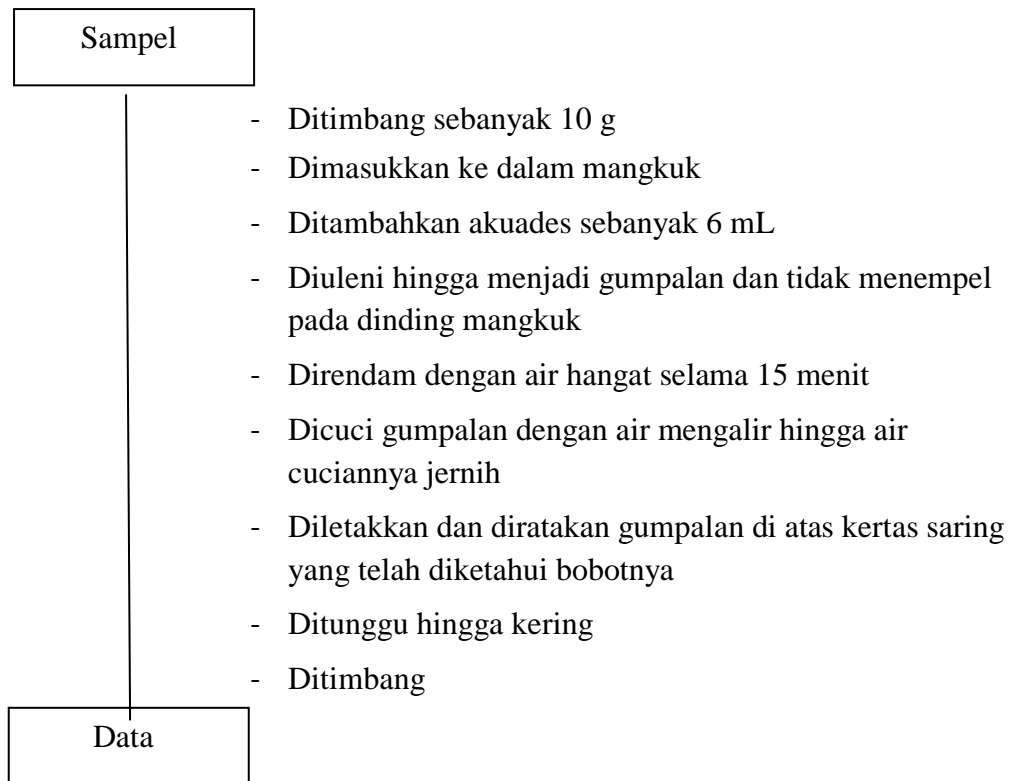 Sampel
- Ditimbang sebanyak 10 g
- Dimasukkan ke dalam mangkuk
- Ditambahkan akuades sebanyak 6 mL
- Diuleni hingga menjadi gumpalan dan tidak menempel
pada dinding mangkuk
- Direndam dengan air hangat selama 15 menit
- Dicuci gumpalan dengan air mengalir hingga air
cuciannya jernih
- Diletakkan dan diratakan gumpalan di atas kertas saring
yang telah diketahui bobotnya
- Ditunggu hingga kering
- Ditimbang
Data